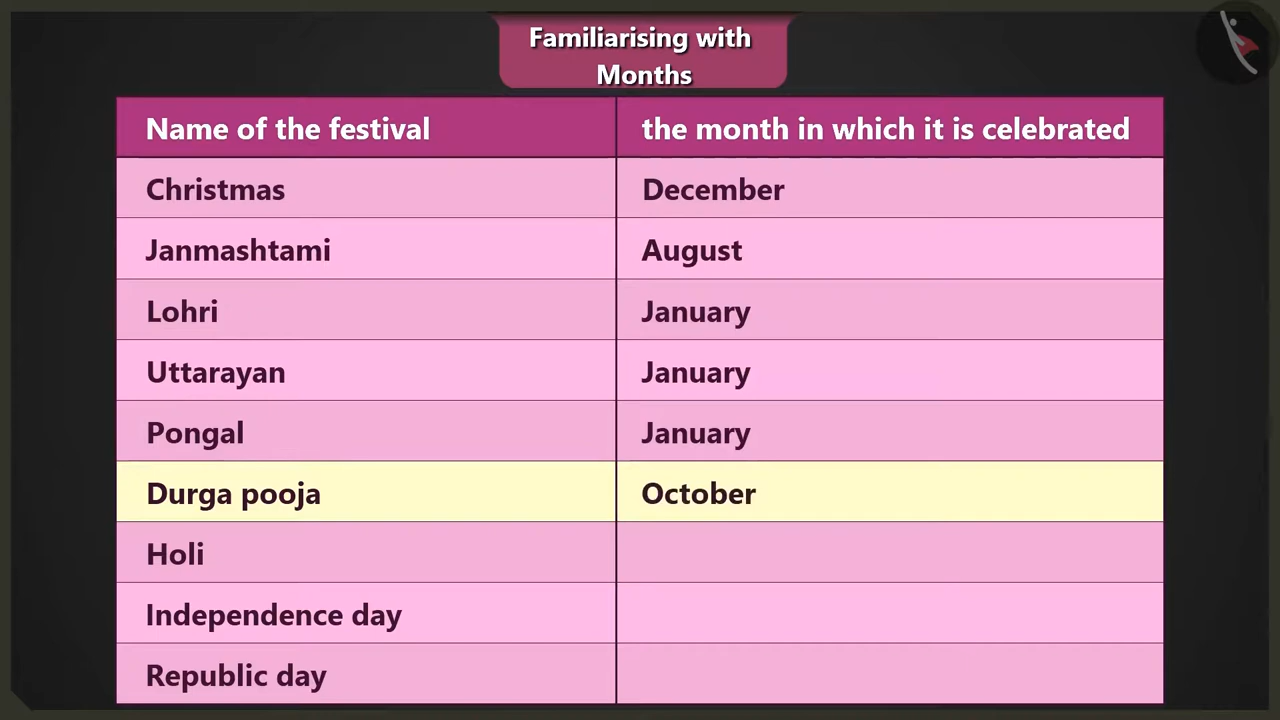 Familiarising with
Months
Name of the festival the month in which it is celebrated
Christmas December
Janmashtami August
Lohri January
Uttarayan January
Pongal January
Durga pooja October
Holi
Independence day
Republic day